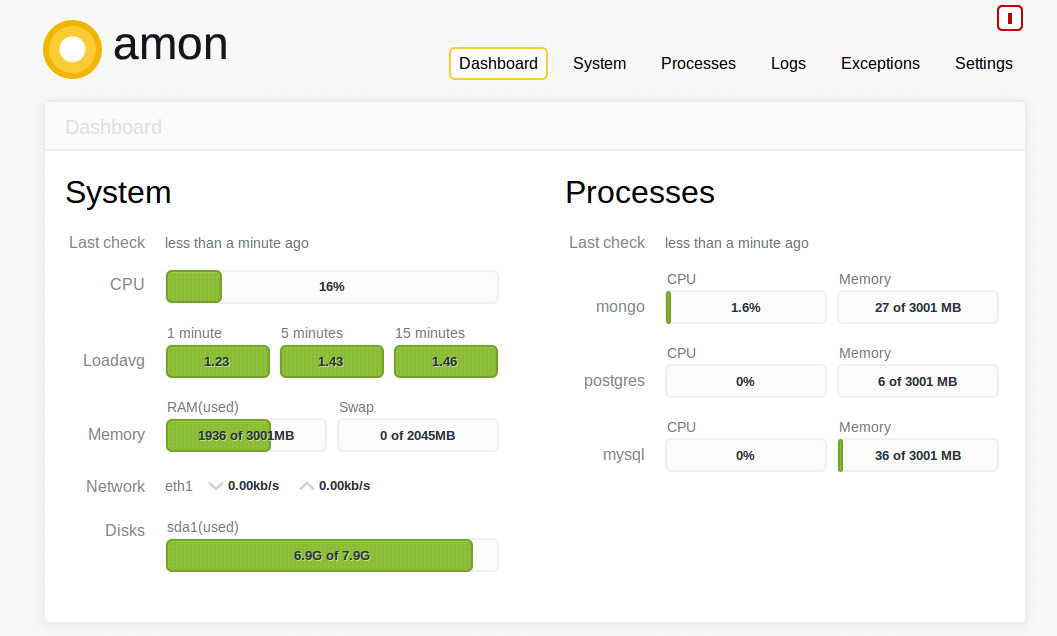 amon
Dashboard System Processes Logs Exceptions Settings
Dashboard
System
Last check less than a minute ago
CPU 16%
1 minute 5 minutes 15 minutes
Loadavg 1.23 1.43 1.46
RAM(used) Swap
Memory 1936 of 3001MB 0 of 2045MB
Network eth1 0.00kb/s 0.00kb/s
sda1(used)
Disks 6.9G of 7.9G
Processes
Last check less than a minute ago
CPU Memory
mongo 1.6% 27 of 3001 MB
CPU Memory
postgres 0% 6 of 3001 MB
CPU Memory
mysql 0% 36 of 3001 MB